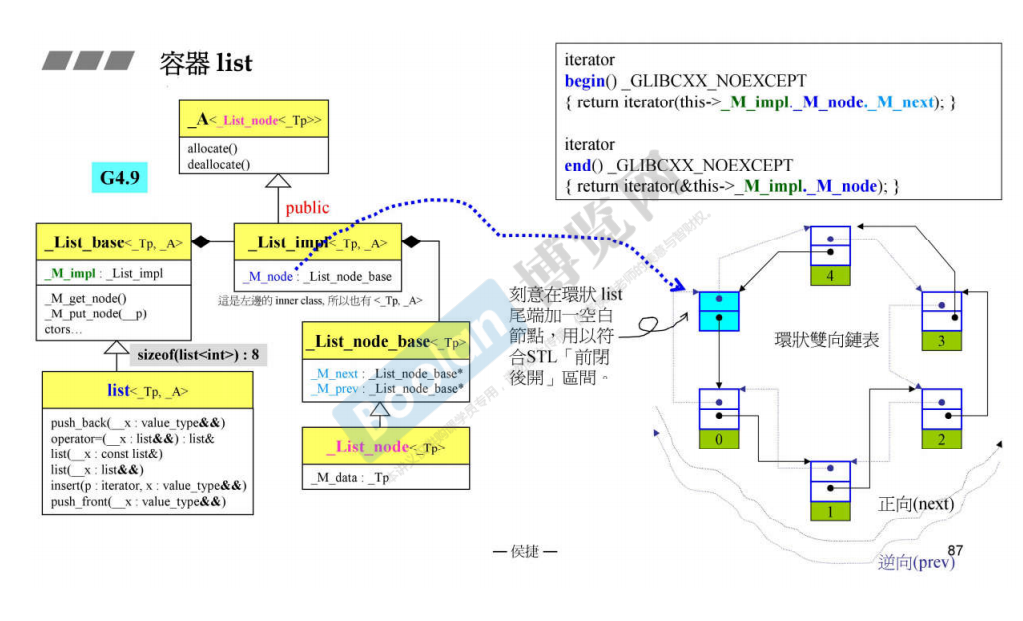 容器 list
iterator
begin() _GLIBCXX_NOEXCEPT
{ return iterator(this->_M_impl._M_node._M_next); }
iterator
end() _GLIBCXX_NOEXCEPT
{ return iterator(&this->_M_impl._M_node); }
_A<_List_node<_Tp>>
allocate()
deallocate()
G4.9
public
_List_base<_Tp, _A>
_M_impl : _List_impl
_M_get_node()
_M_put_node(__p)
ctors…
_List_impl<_Tp, _A>
_M_node : _List_node_base
這是左邊的 inner class, 所以也有 <_Tp, _A>
sizeof(list<int>) : 8
list<_Tp, _A>
push_back(__x : value_type&&)
operator=(__x : list&&) : list&
list(__x : const list&)
list(__x : list&&)
insert(p : iterator, x : value_type&&)
push_front(__x : value_type&&)
_List_node_base<_Tp>
_M_next : _List_node_base*
_M_prev : _List_node_base*
_List_node<_Tp>
_M_data : _Tp
刻意在環狀 list
尾端加一空白
節點，用以符
合STL「前閉
後開」區間。
環狀雙向鏈表
4
3
0
2
1
正向(next)
逆向(prev)
Boolan
博览网
— 侯捷 —
87